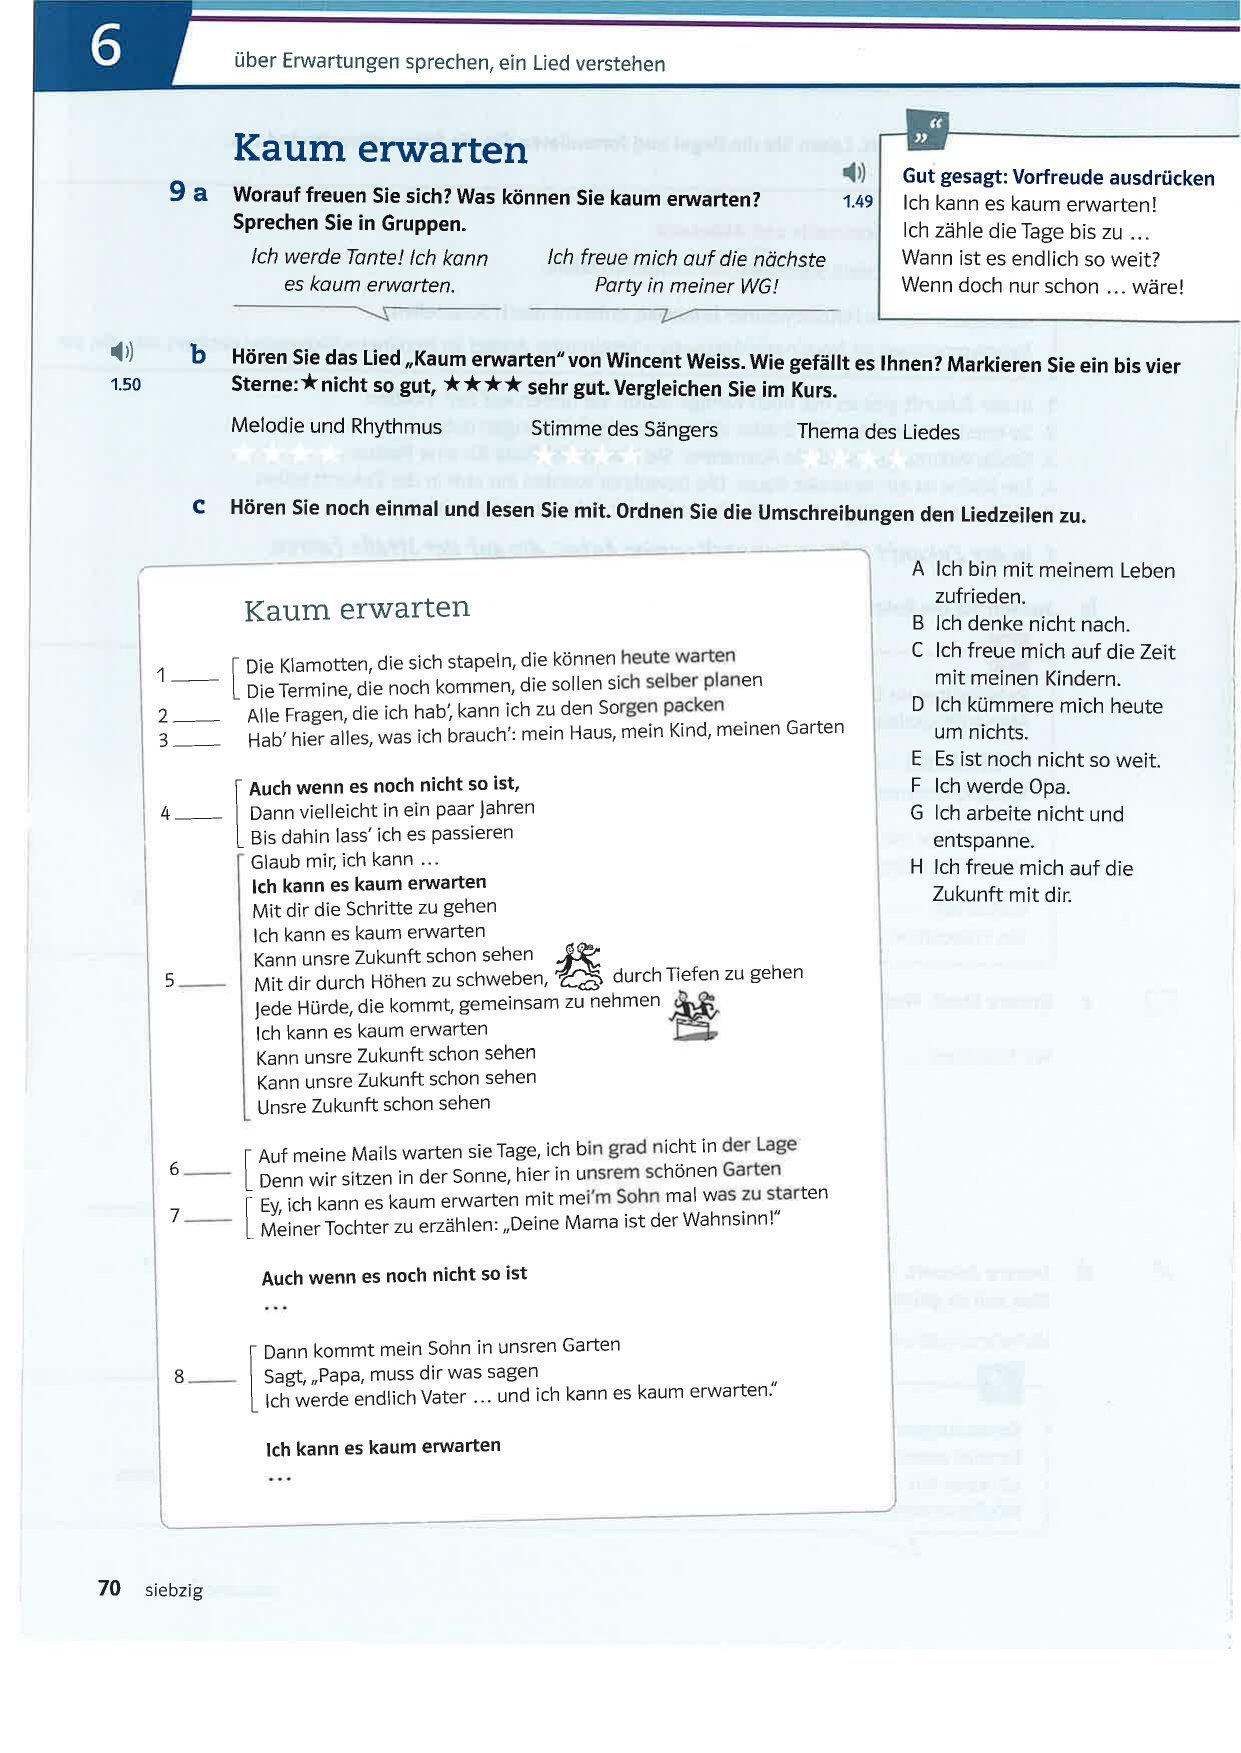 6
über Erwartungen sprechen, ein Lied verstehen
Kaum erwarten
9 a Worauf freuen Sie sich? Was können Sie kaum erwarten?
Sprechen Sie in Gruppen.
Ich werde Tante! Ich kann
es kaum erwarten.
Ich freue mich auf die nächste
Party in meiner WG!
1.49
„“
Gut gesagt: Vorfreude ausdrücken
Ich kann es kaum erwarten!
Ich zähle die Tage bis zu ...
Wann ist es endlich so weit?
Wenn doch nur schon ... wäre!
1.50
b Hören Sie das Lied „Kaum erwarten“ von Wincent Weiss. Wie gefällt es Ihnen? Markieren Sie ein bis vier
Sterne: ★ nicht so gut, ★★★★ sehr gut. Vergleichen Sie im Kurs.
Melodie und Rhythmus Stimme des Sängers Thema des Liedes
★★★★ ★★★★ ★★★★
c Hören Sie noch einmal und lesen Sie mit. Ordnen Sie die Umschreibungen den Liedzeilen zu.
Kaum erwarten
1 ____ Die Klamotten, die sich stapeln, die können heute warten
Die Termine, die noch kommen, die sollen sich selber planen
2 ____ Alle Fragen, die ich hab’, kann ich zu den Sorgen packen
3 ____ Hab’ hier alles, was ich brauch’: mein Haus, mein Kind, meinen Garten
Auch wenn es noch nicht so ist,
4 ____ Dann vielleicht in ein paar Jahren
Bis dahin lass’ ich es passieren
Glaub mir, ich kann ...
Ich kann es kaum erwarten
Mit dir die Schritte zu gehen
Ich kann es kaum erwarten
Kann unsre Zukunft schon sehen
5 ____ Mit dir durch Höhen zu schweben, durch Tiefen zu gehen
Jede Hürde, die kommt, gemeinsam zu nehmen
Ich kann es kaum erwarten
Kann unsre Zukunft schon sehen
Kann unsre Zukunft schon sehen
Unsre Zukunft schon sehen
6 ____ Auf meine Mails warten sie Tage, ich bin grad nicht in der Lage
Denn wir sitzen in der Sonne, hier in unsrem schönen Garten
7 ____ Ey, ich kann es kaum erwarten mit mei’m Sohn mal was zu starten
Meiner Tochter zu erzählen: „Deine Mama ist der Wahnsinn!“
Auch wenn es noch nicht so ist
...
Dann kommt mein Sohn in unsren Garten
8 ____ Sagt, „Papa, muss dir was sagen
Ich werde endlich Vater ... und ich kann es kaum erwarten.“
Ich kann es kaum erwarten
...
A Ich bin mit meinem Leben
zufrieden.
B Ich denke nicht nach.
C Ich freue mich auf die Zeit
mit meinen Kindern.
D Ich kümmere mich heute
um nichts.
E Es ist noch nicht so weit.
F Ich werde Opa.
G Ich arbeite nicht und
entspanne.
H Ich freue mich auf die
Zukunft mit dir.
70 siebzig